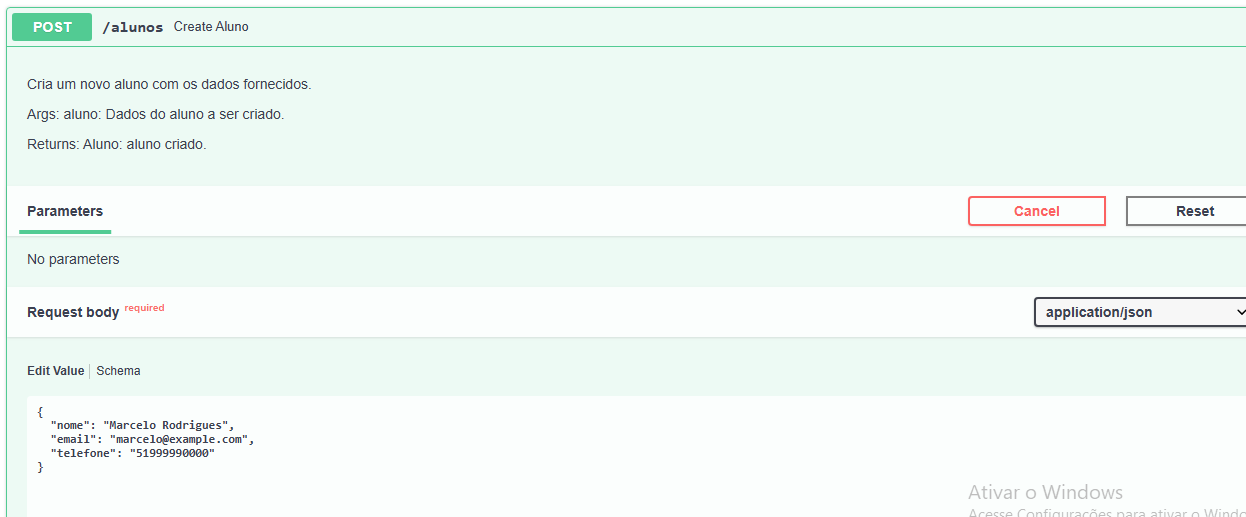 POST /alunos Create Aluno
Cria um novo aluno com os dados fornecidos.
Args: aluno: Dados do aluno a ser criado.
Returns: Aluno: aluno criado.
Parameters Cancel Reset
No parameters
Request body required application/json
Edit Value Schema
{
"nome": "Marcelo Rodrigues",
"email": "marcelo@example.com",
"telefone": "51999990000"
}
Ativar o Windows
Acesse Configurações para ativar o Windo